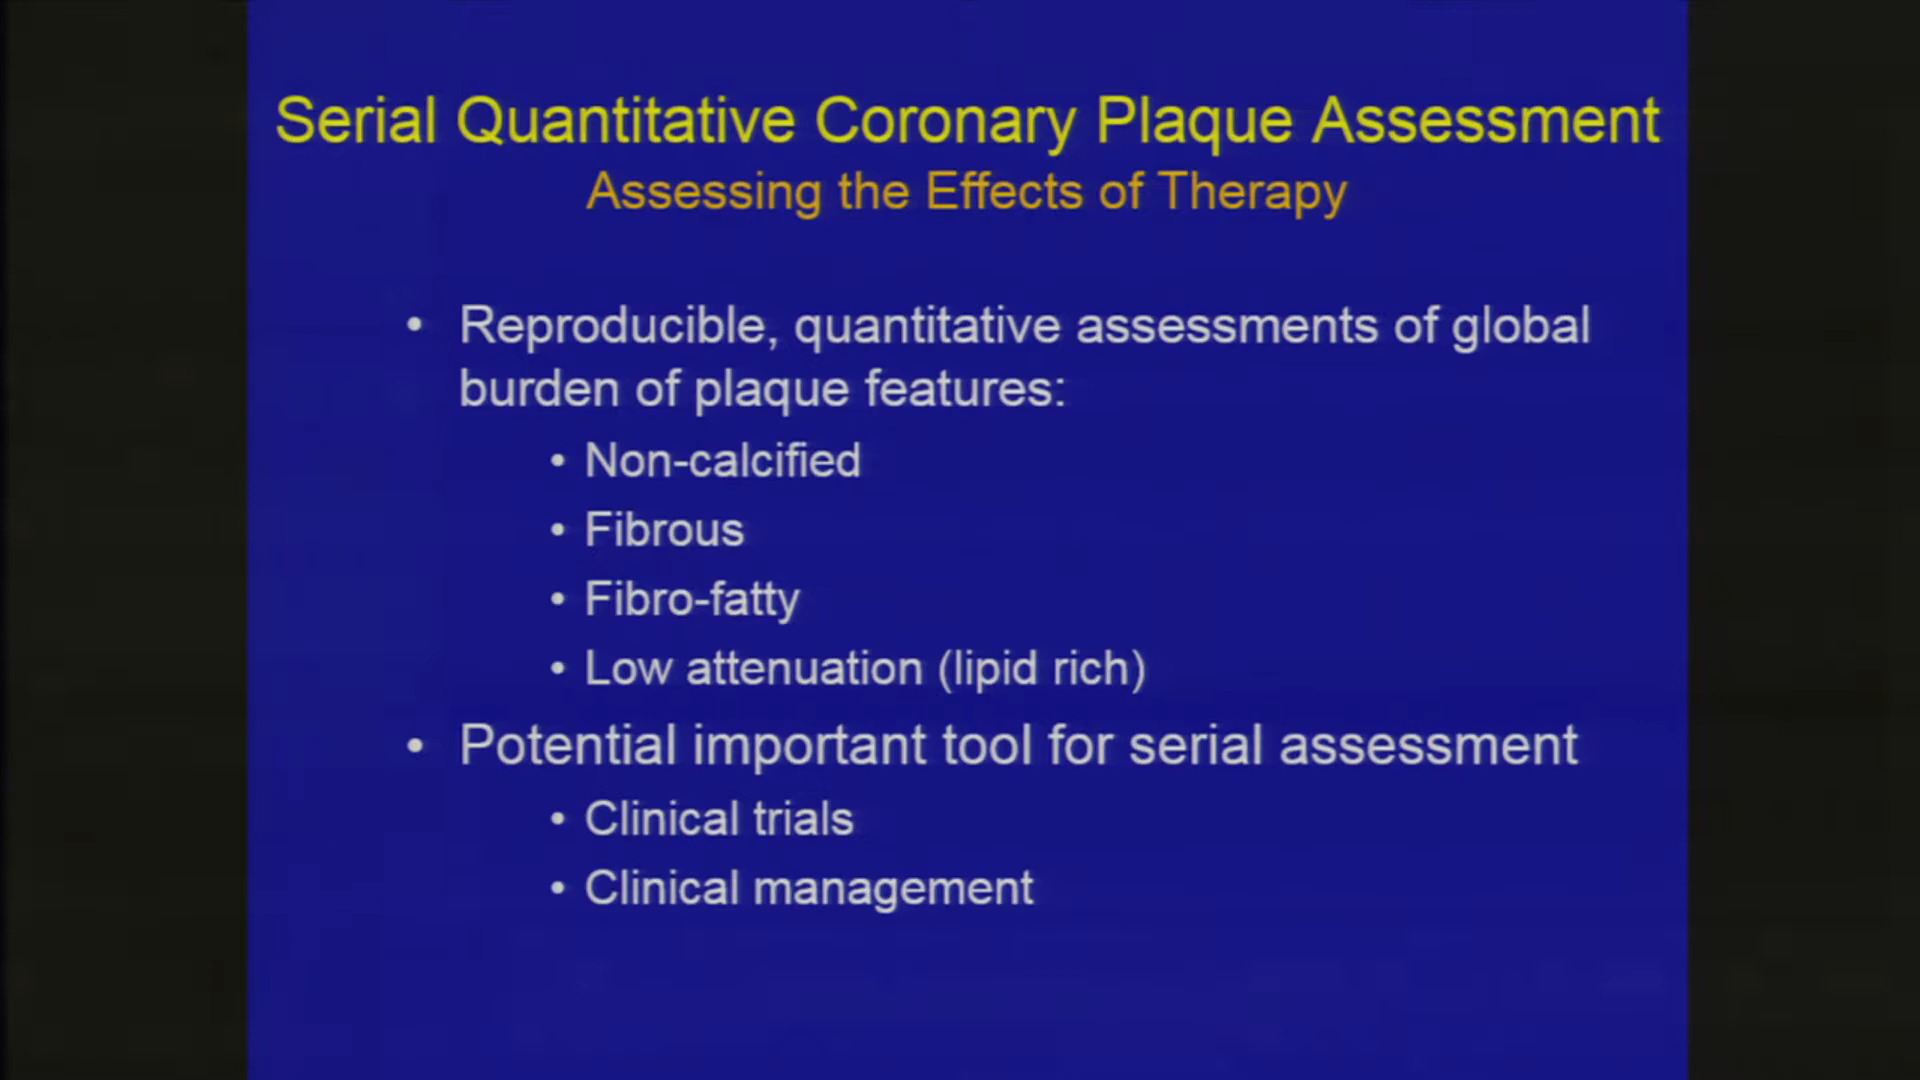 Serial Quantitative Coronary Plaque Assessment
Assessing the Effects of Therapy
• Reproducible, quantitative assessments of global
burden of plaque features:
• Non-calcified
• Fibrous
• Fibro-fatty
• Low attenuation (lipid rich)
• Potential important tool for serial assessment
• Clinical trials
• Clinical management